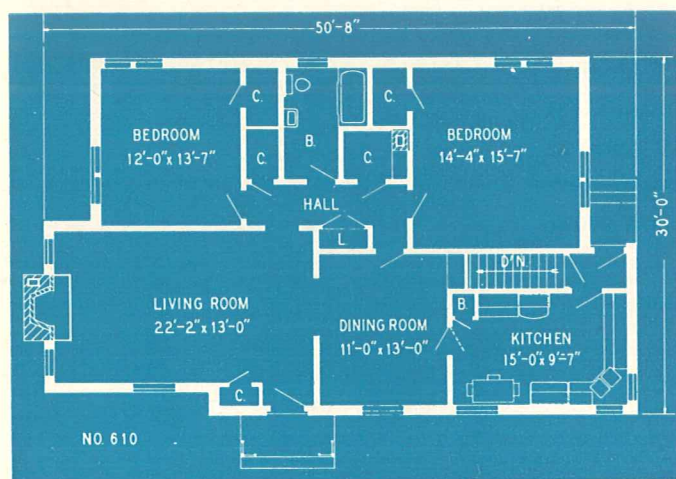 50'-8"
C.
C.
BEDROOM
12'-0" x 13'-7"
B.
BEDROOM
14'-4" x 15'-7"
C.
C.
HALL
30'-0"
L.
D'N.
LIVING ROOM
22'-2" x 13'-0"
B.
DINING ROOM
11'-0" x 13'-0"
KITCHEN
15'-0" x 9'-7"
C.
NO. 610